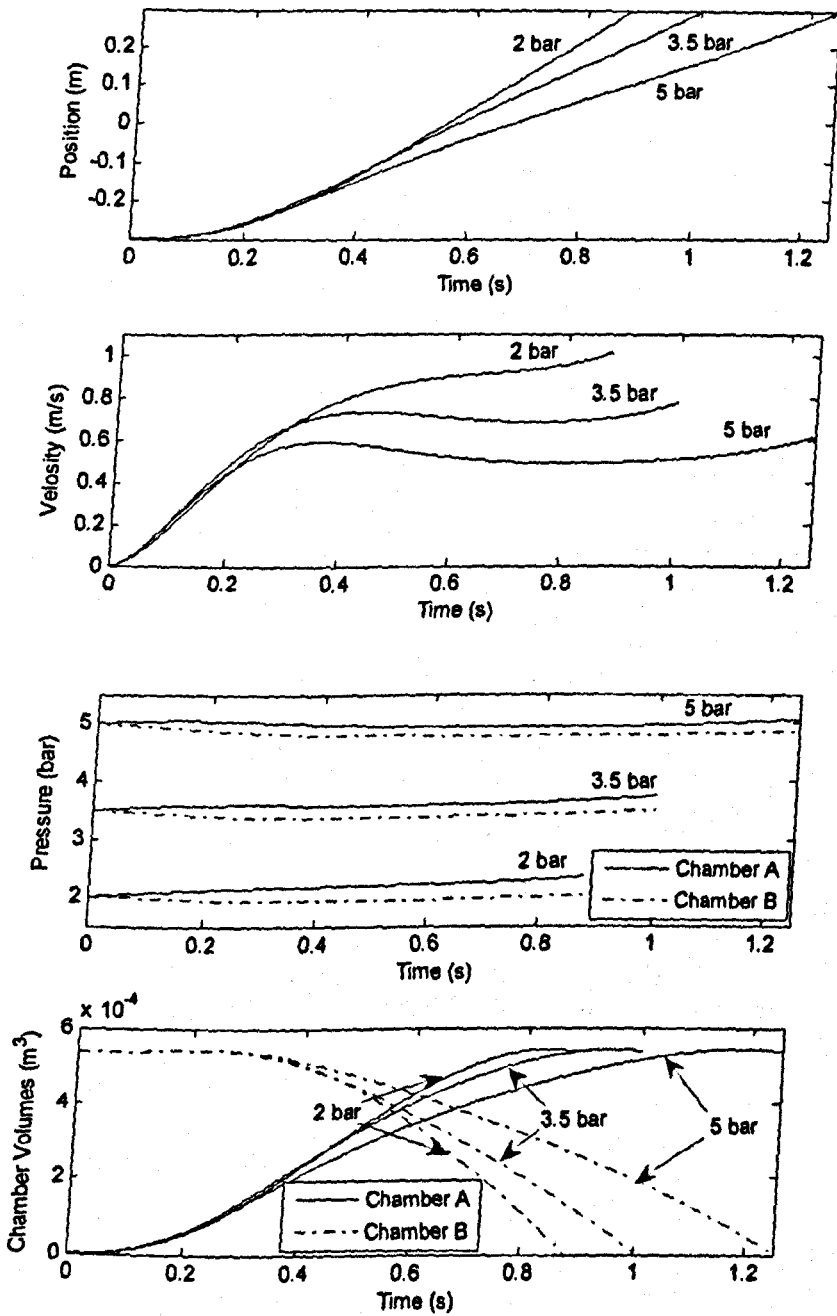 0.2
0.1
0
-0.1
-0.2
Position (m)
2 bar
3.5 bar
5 bar
0 0.2 0.4 0.6 0.8 1 1.2
Time (s)
1
0.8
0.6
0.4
0.2
0
Velosity (m/s)
2 bar
3.5 bar
5 bar
0 0.2 0.4 0.6 0.8 1 1.2
Time (s)
5
4
3
2
Pressure (bar)
5 bar
3.5 bar
2 bar
Chamber A
Chamber B
0 0.2 0.4 0.6 0.8 1 1.2
Time (s)
x 10⁻⁴
6
4
2
0
Chamber Volumes (m³)
2 bar
3.5 bar
5 bar
Chamber A
Chamber B
0 0.2 0.4 0.6 0.8 1 1.2
Time (s)